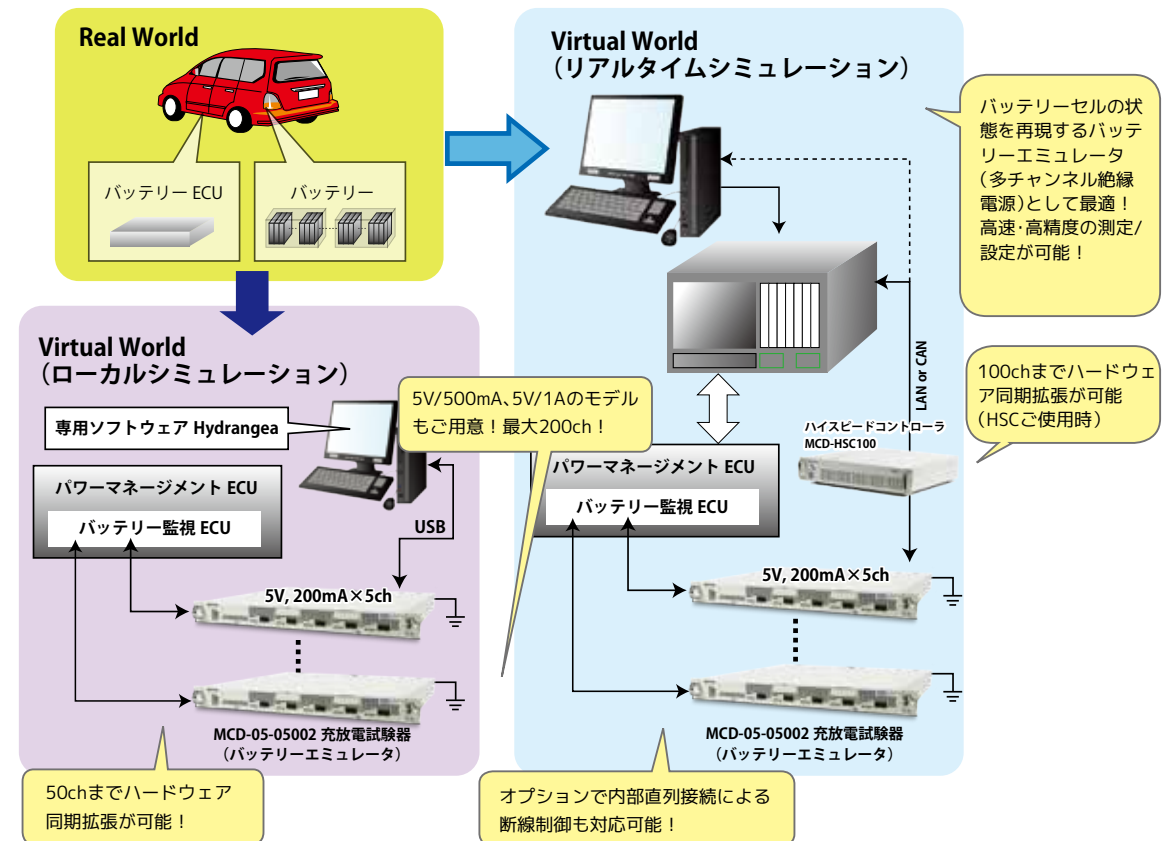 Real World
バッテリー ECU
バッテリー
Virtual World
（リアルタイムシミュレーション）
バッテリーセルの状
態を再現するバッテ
リーエミュレータ
（多チャンネル絶縁
電源）として最適！
高速・高精度の測定/
設定が可能！
LAN or CAN
100chまでハードウェ
ア同期拡張が可能
（HSCご使用時）
ハイスピードコントローラ
MCD-HSC100
パワーマネージメント ECU
バッテリー監視 ECU
5V, 200mA×5ch
MCD-05-05002 充放電試験器
（バッテリーエミュレータ）
オプションで内部直列接続による
断線制御も対応可能！
Virtual World
（ローカルシミュレーション）
専用ソフトウェア Hydrangea
5V/500mA、5V/1Aのモデル
もご用意！最大200ch！
パワーマネージメント ECU
バッテリー監視 ECU
USB
5V, 200mA×5ch
MCD-05-05002 充放電試験器
（バッテリーエミュレータ）
50chまでハードウェア
同期拡張が可能！